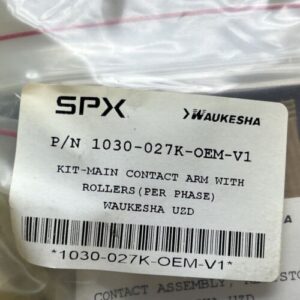 SPX WAUKESHA
P/N 1030-027K-OEM-V1
KIT-MAIN CONTACT ARM WITH
ROLLERS(PER PHASE)
WAUKESHA UZD
*1030-027K-OEM-V1*
CONTACT ASSEMBLY,
UZD